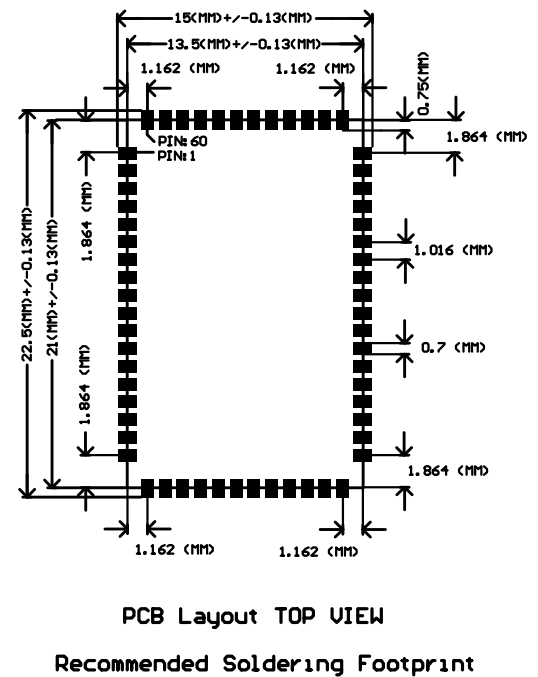 15(MM)+/-0.13(MM)
13.5(MM)+/-0.13(MM)
1.162 (MM)
1.162 (MM)
0.75(MM)
1.864 (MM)
PIN:60
PIN:1
1.864 (MM)
22.5(MM)+/-0.13(MM)
21(MM)+/-0.13(MM)
1.016 (MM)
0.7 (MM)
1.864 (MM)
1.864 (MM)
1.162 (MM)
1.162 (MM)
PCB Layout TOP VIEW
Recommended Soldering Footprint